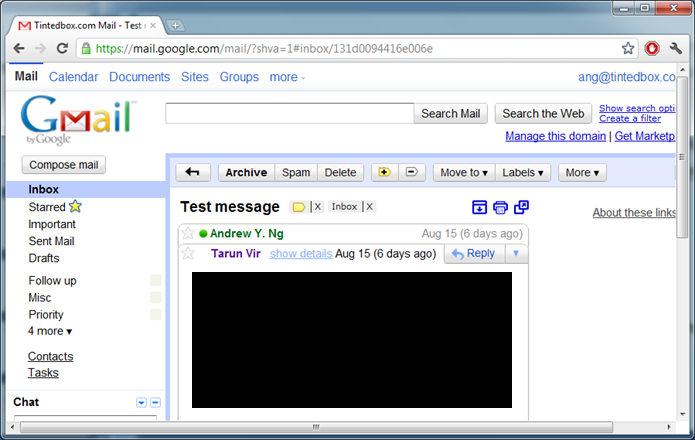 Tintedbox.com Mail - Test
https://mail.google.com/mail/?shva=1#inbox/131d0094416e006e
Mail Calendar Documents Sites Groups more ang@tintedbox.co
Gmail™
by Google
Search Mail Search the Web Show search opti
Create a filter
Manage this domain | Get Marketp
Compose mail
Archive Spam Delete Move to ▾ Labels ▾ More ▾
Inbox
Starred
Important
Sent Mail
Drafts
Follow up
Misc
Priority
4 more ▾
Contacts
Tasks
Chat
Test message | X Inbox | X
About these links
Andrew Y. Ng Aug 15 (6 days ago)
Tarun Vir show details Aug 15 (6 days ago) Reply